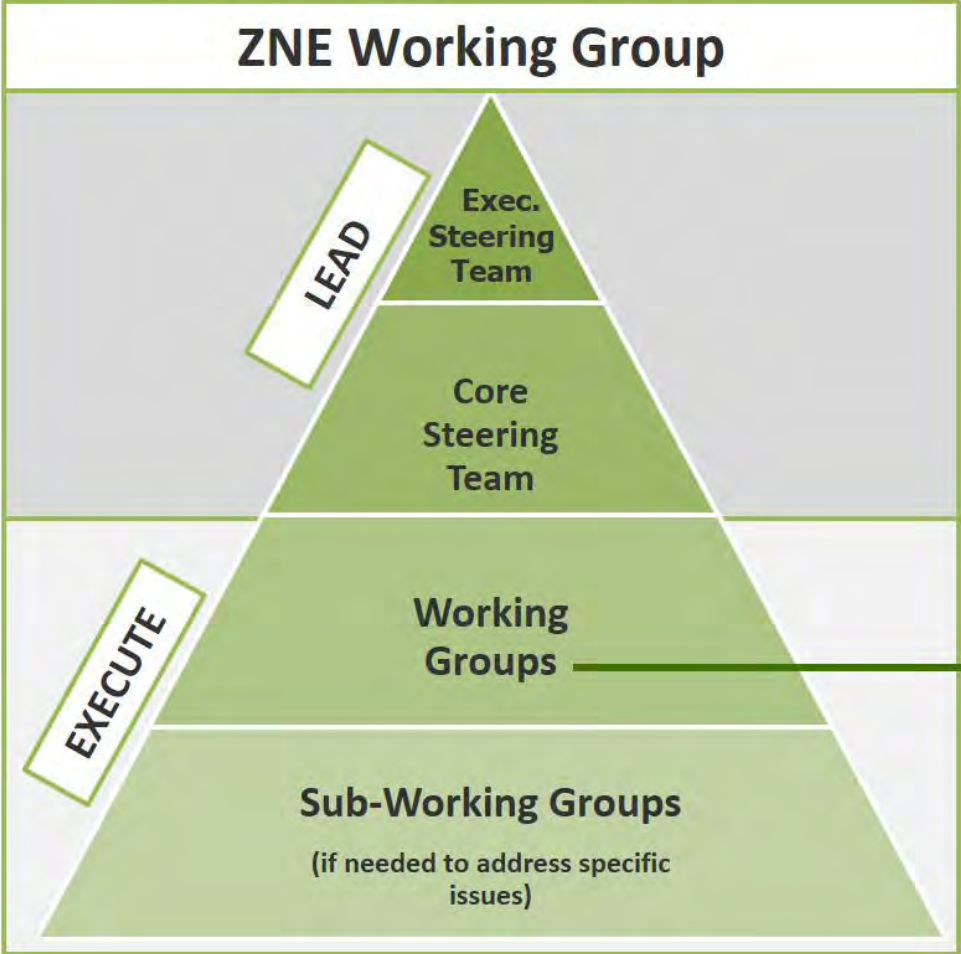 ZNE Working Group
LEAD
Exec.
Steering
Team
Core
Steering
Team
EXECUTE
Working
Groups
Sub-Working Groups
(if needed to address specific
issues)